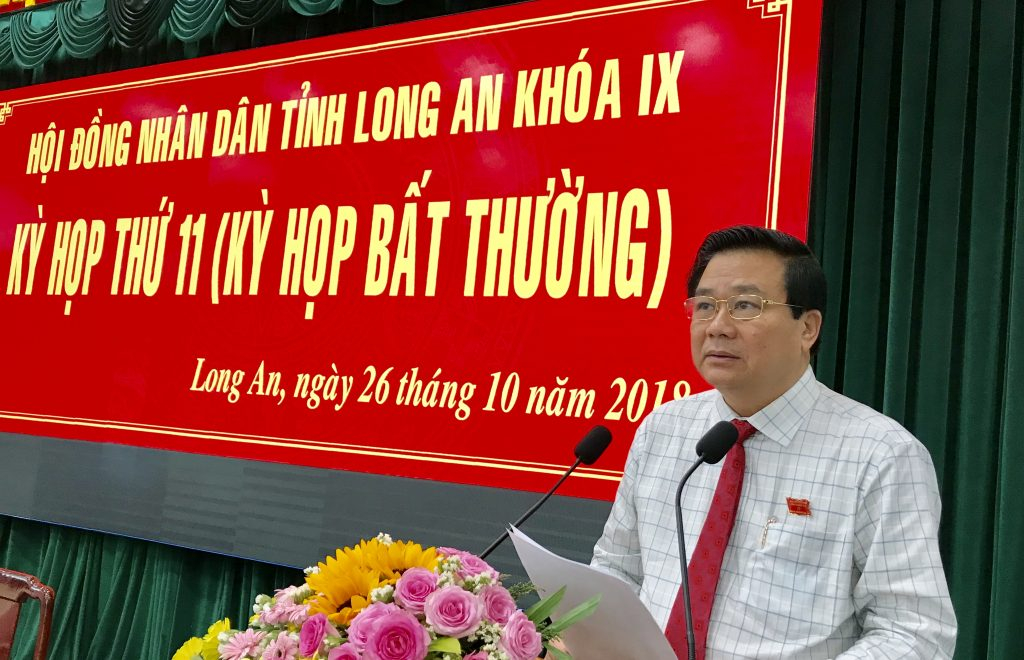 HỘI ĐỒNG NHÂN DÂN TỈNH LONG AN KHÓA IX
KỲ HỌP THỨ 11 (KỲ HỌP BẤT THƯỜNG)
Long An, ngày 26 tháng 10 năm 2018